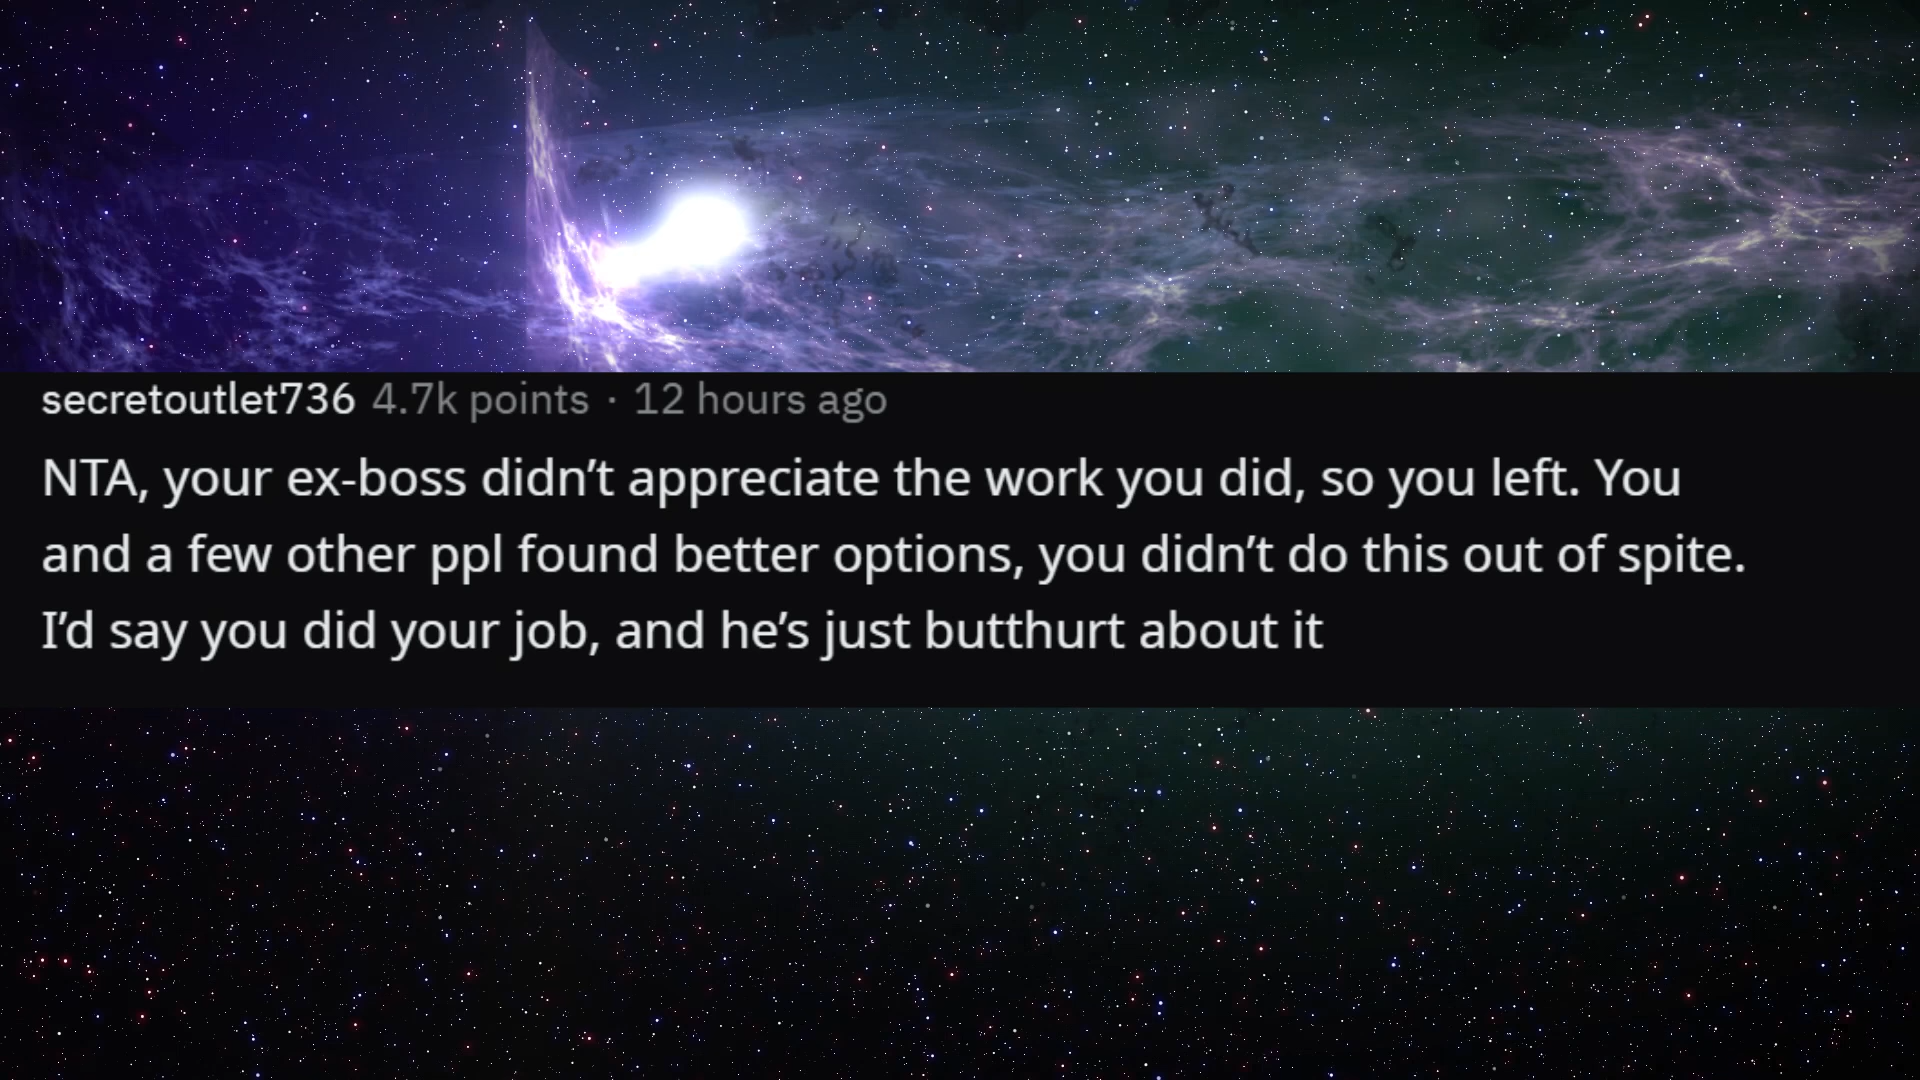 secretoutlet736 4.7k points · 12 hours ago
NTA, your ex-boss didn’t appreciate the work you did, so you left. You
and a few other ppl found better options, you didn’t do this out of spite.
I’d say you did your job, and he’s just butthurt about it